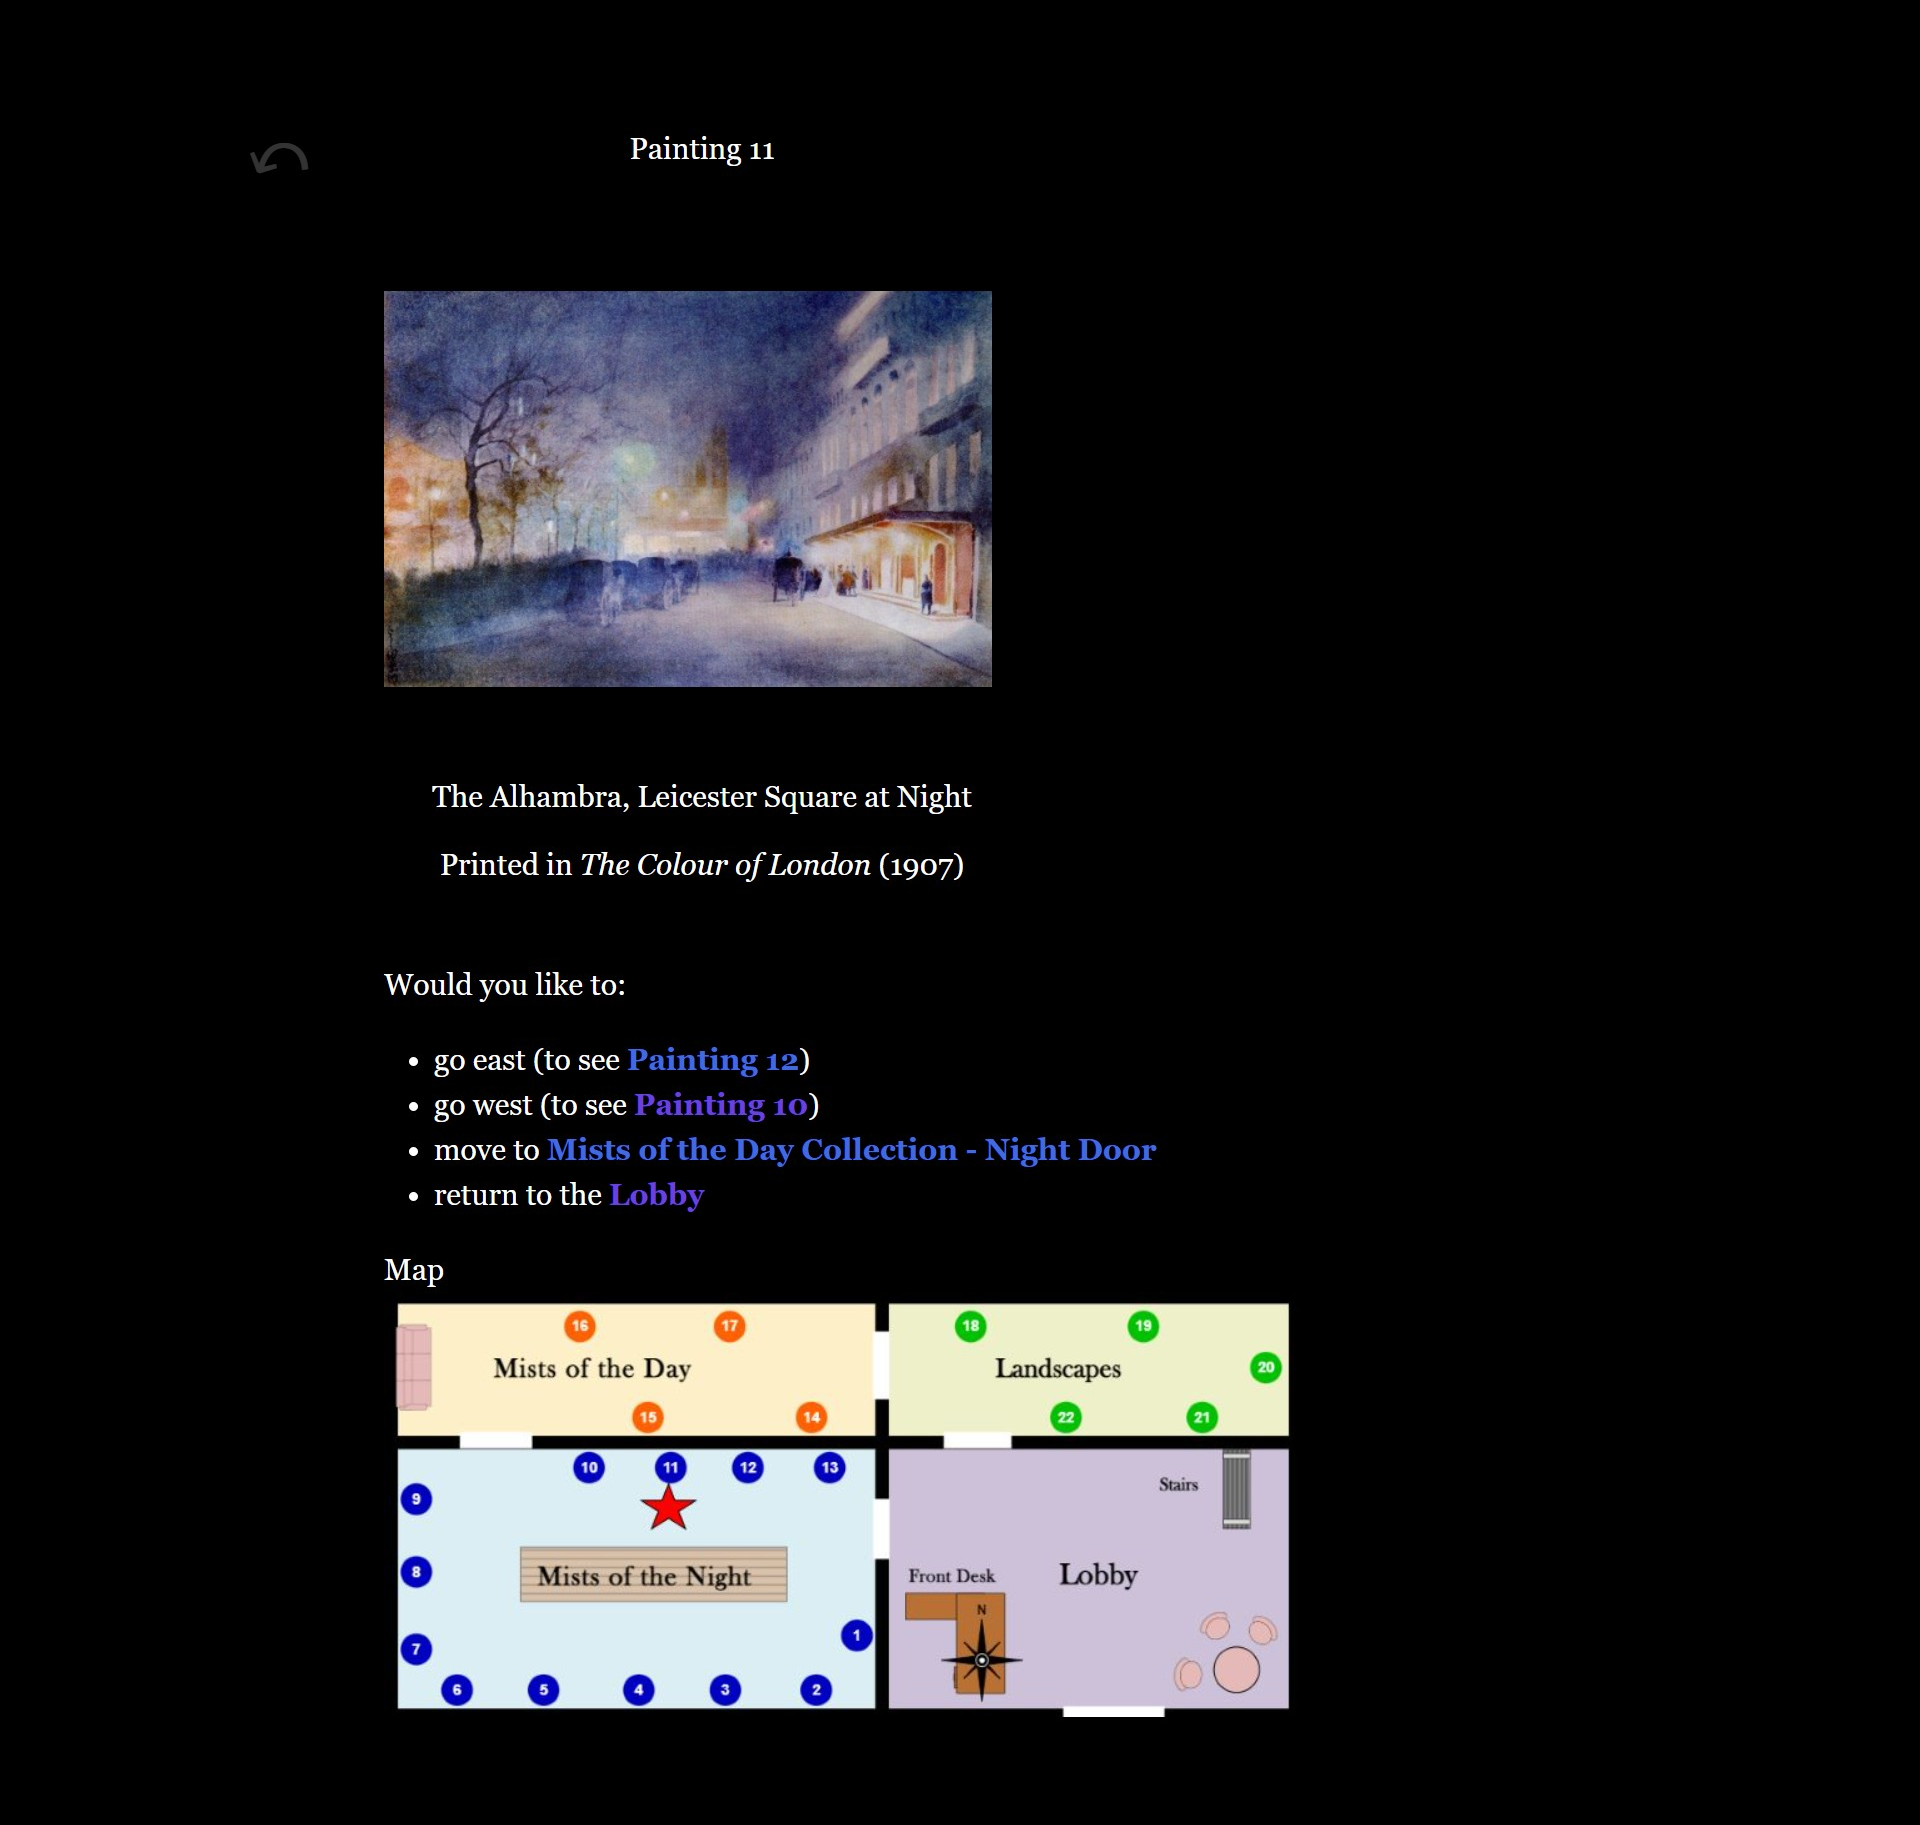 Painting 11
The Alhambra, Leicester Square at Night
Printed in The Colour of London (1907)
Would you like to:
• go east (to see Painting 12)
• go west (to see Painting 10)
• move to Mists of the Day Collection - Night Door
• return to the Lobby
Map
16 17
Mists of the Day
15 14
18 19
Landscapes
20
22 21
10 11 12 13
9
8
Mists of the Night
7
1
6 5 4 3 2
Stairs
Front Desk
Lobby
N